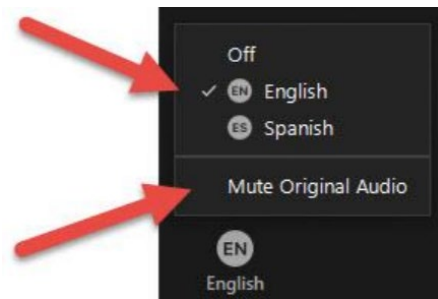 Off
EN English
ES Spanish
Mute Original Audio
EN
English